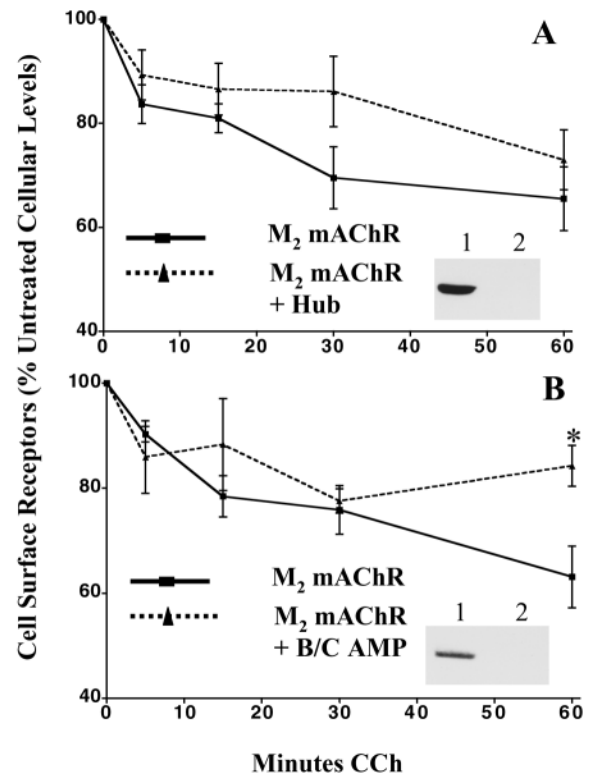 Cell Surface Receptors (% Untreated Cellular Levels)
A
100
80
60
40
M2 mAChR
M2 mAChR
+ Hub
1 2
0 10 20 30 40 50 60
B
100
80
60
40
*
M2 mAChR
M2 mAChR
+ B/C AMP
1 2
0 10 20 30 40 50 60
Minutes CCh